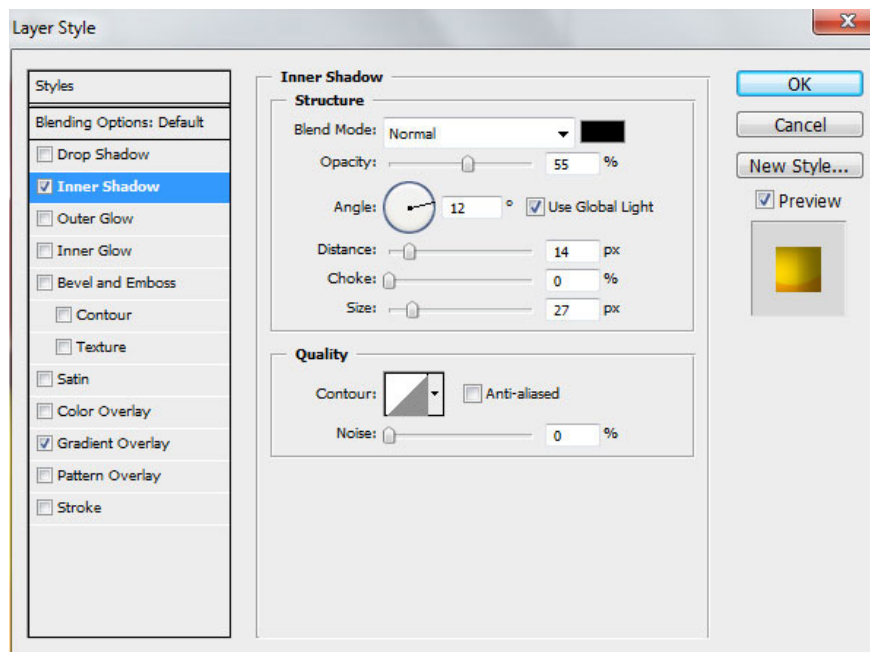 Layer Style
Styles
Blending Options: Default
Drop Shadow
Inner Shadow
Outer Glow
Inner Glow
Bevel and Emboss
Contour
Texture
Satin
Color Overlay
Gradient Overlay
Pattern Overlay
Stroke
Inner Shadow
Structure
Blend Mode: Normal
Opacity: 55 %
Angle: 12 ° Use Global Light
Distance: 14 px
Choke: 0 %
Size: 27 px
Quality
Contour: Anti-aliased
Noise: 0 %
OK
Cancel
New Style...
Preview